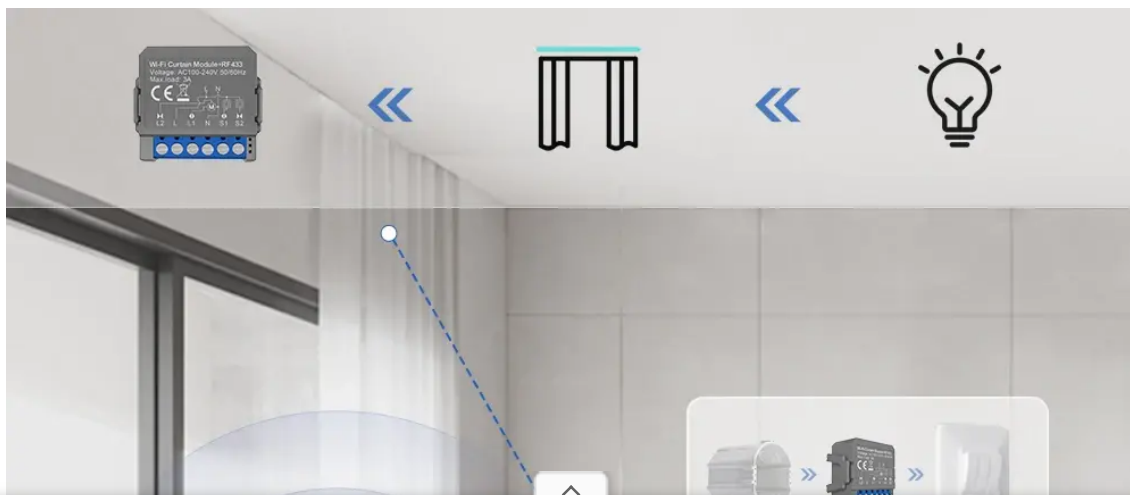 Wi-Fi Curtain Module+RF433
Voltage: AC100-240V 50/60Hz
Max.load: 3A
CE
L N
M
L2 L L1 N S1 S2